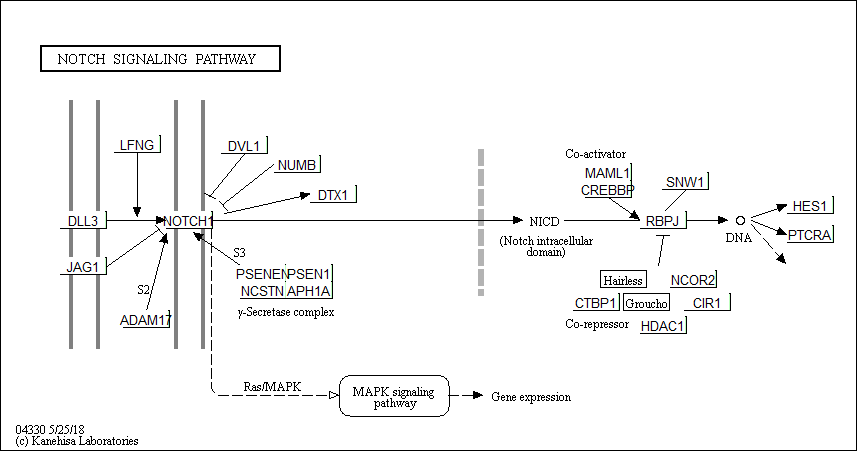 NOTCH SIGNALING PATHWAY
LFNG
DVL1
NUMB
DTX1
DLL3
NOTCH1
JAG1
S2
ADAM17
S3
PSENEN PSEN1
NCSTN APH1A
γ-Secretase complex
NICD
(Notch intracellular
domain)
Co-activator
MAML1
CREBBP
SNW1
RBPJ
DNA
HES1
PTCRA
Hairless
NCOR2
CTBP1
Groucho
CIR1
Co-repressor
HDAC1
Ras/MAPK
MAPK signaling
pathway
Gene expression
04330 5/25/18
(c) Kanehisa Laboratories